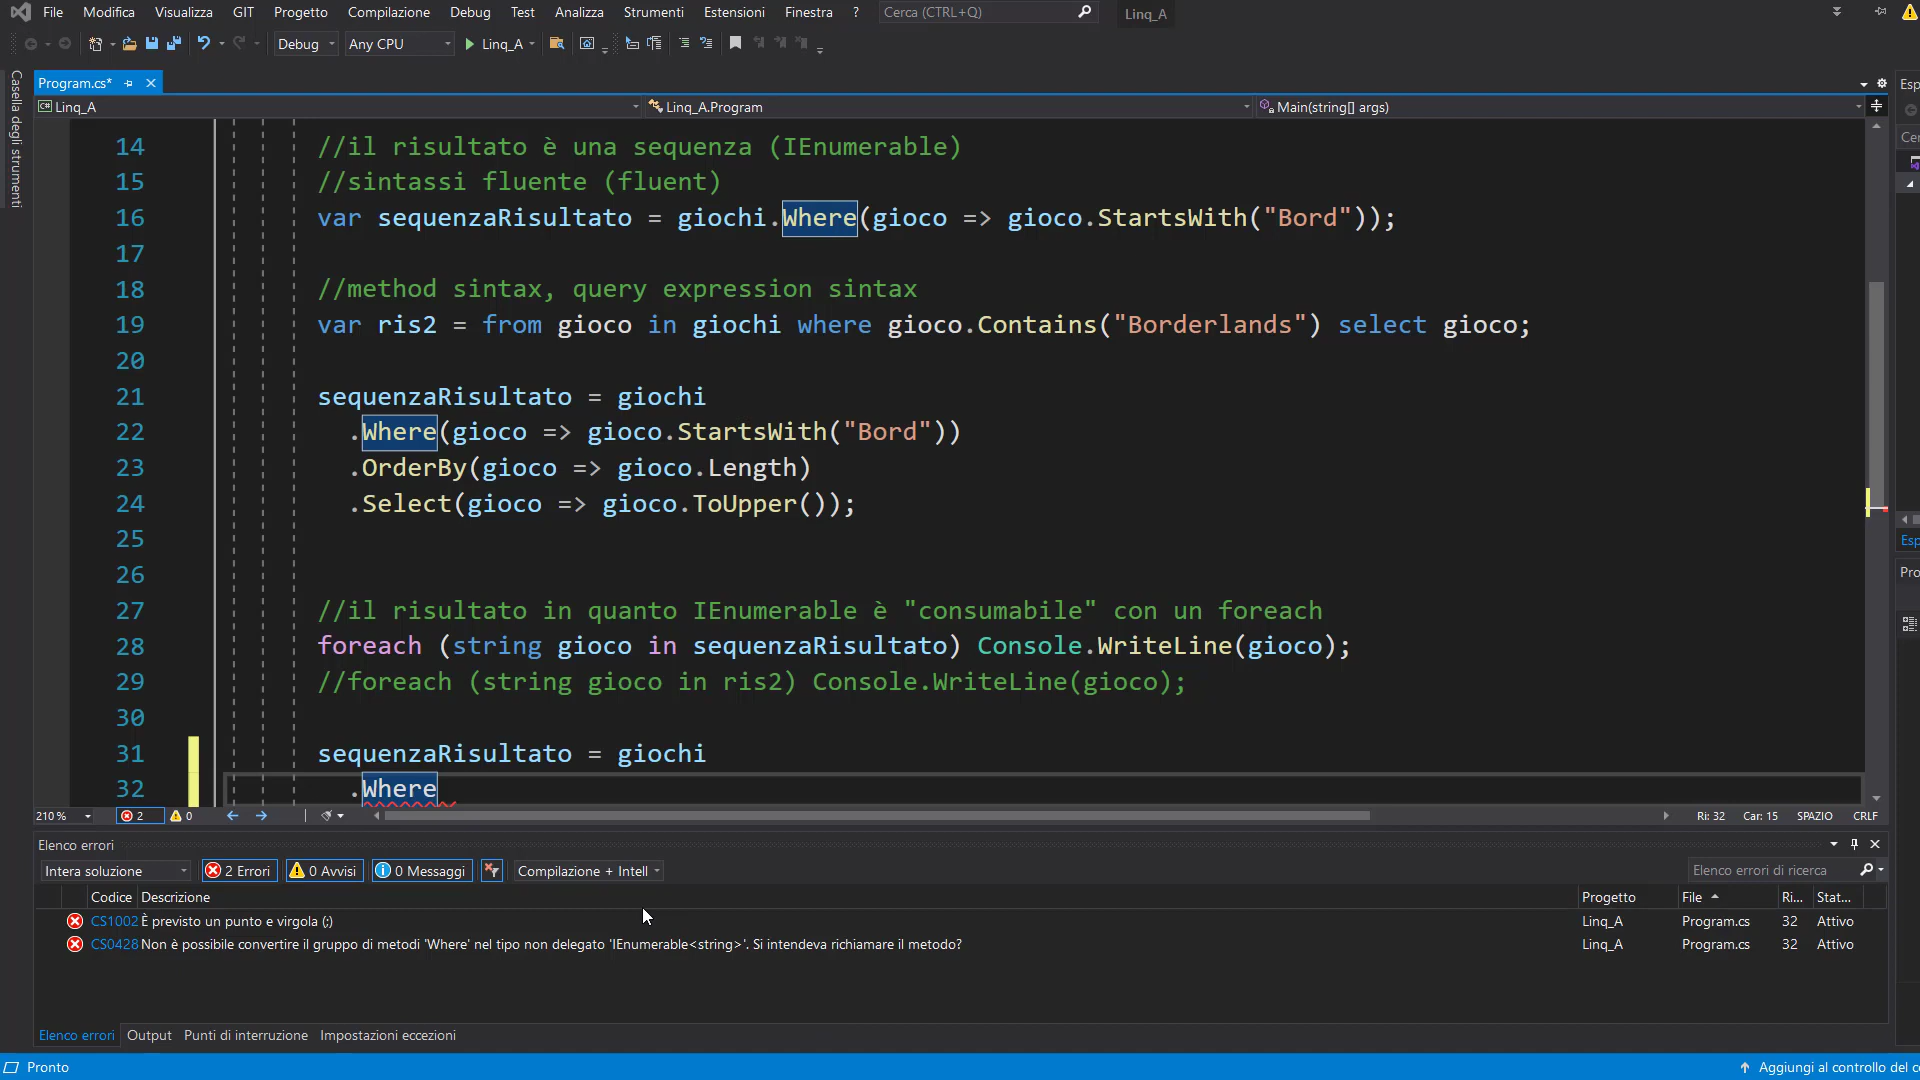 File Modifica Visualizza GIT Progetto Compilazione Debug Test Analizza Strumenti Estensioni Finestra ? Cerca (CTRL+Q) Linq_A
Debug Any CPU Linq_A
Casella degli strumenti
Program.cs*
Linq_A Linq_A.Program Main(string[] args)
14 //il risultato è una sequenza (IEnumerable)
15 //sintassi fluente (fluent)
16 var sequenzaRisultato = giochi.Where(gioco => gioco.StartsWith("Bord"));
17
18 //method sintax, query expression sintax
19 var ris2 = from gioco in giochi where gioco.Contains("Borderlands") select gioco;
20
21 sequenzaRisultato = giochi
22 .Where(gioco => gioco.StartsWith("Bord"))
23 .OrderBy(gioco => gioco.Length)
24 .Select(gioco => gioco.ToUpper());
25
26
27 //il risultato in quanto IEnumerable è "consumabile" con un foreach
28 foreach (string gioco in sequenzaRisultato) Console.WriteLine(gioco);
29 //foreach (string gioco in ris2) Console.WriteLine(gioco);
30
31 sequenzaRisultato = giochi
32 .Where
210 % 2 0 Ri: 32 Car: 15 SPAZIO CRLF
Elenco errori
Intera soluzione 2 Errori 0 Avvisi 0 Messaggi Compilazione + Intell Elenco errori di ricerca
Codice Descrizione Progetto File Ri... Stat...
CS1002 È previsto un punto e virgola (;) Linq_A Program.cs 32 Attivo
CS0428 Non è possibile convertire il gruppo di metodi 'Where' nel tipo non delegato 'IEnumerable<string>'. Si intendeva richiamare il metodo? Linq_A Program.cs 32 Attivo
Elenco errori Output Punti di interruzione Impostazioni eccezioni
Pronto Aggiungi al controllo del c
Esp
Cer
Esp
Pro